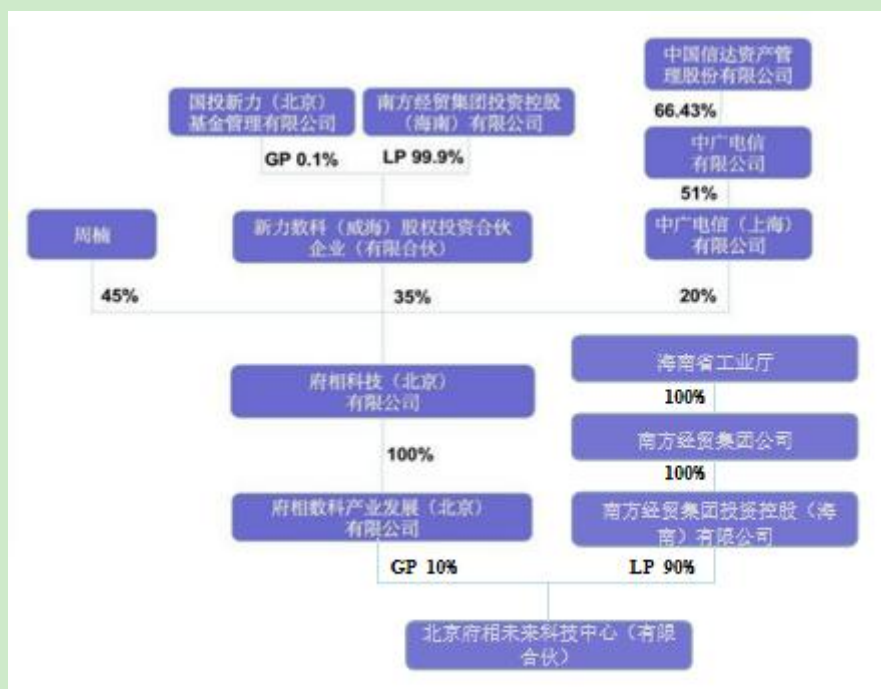 中国信达资产管
理股份有限公司
国投新力（北京）
基金管理有限公司
南方经贸集团投资控股
（海南）有限公司
66.43%
中广电信
有限公司
GP 0.1%
LP 99.9%
51%
周楠
新力数科（威海）股权投资合伙
企业（有限合伙）
中广电信（上海）
有限公司
45%
35%
20%
府相科技（北京）
有限公司
海南省工业厅
100%
南方经贸集团公司
100%
100%
府相数科产业发展（北京）
有限公司
南方经贸集团投资控股（海
南）有限公司
GP 10%
LP 90%
北京府相未来科技中心（有限
合伙）